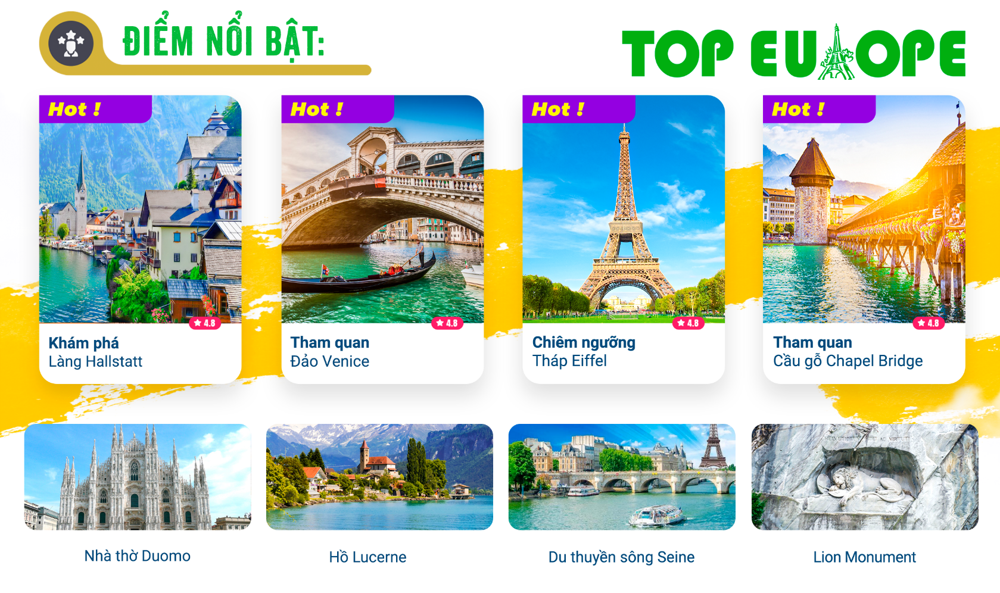 ĐIỂM NỔI BẬT:
TOP EUROPE
Paris
Hot !
Hot !
Hot !
Hot !
4.8
4.8
4.8
4.8
Khám phá
Làng Hallstatt
Tham quan
Đảo Venice
Chiêm ngưỡng
Tháp Eiffel
Tham quan
Cầu gỗ Chapel Bridge
Nhà thờ Duomo
Hồ Lucerne
Du thuyền sông Seine
Lion Monument